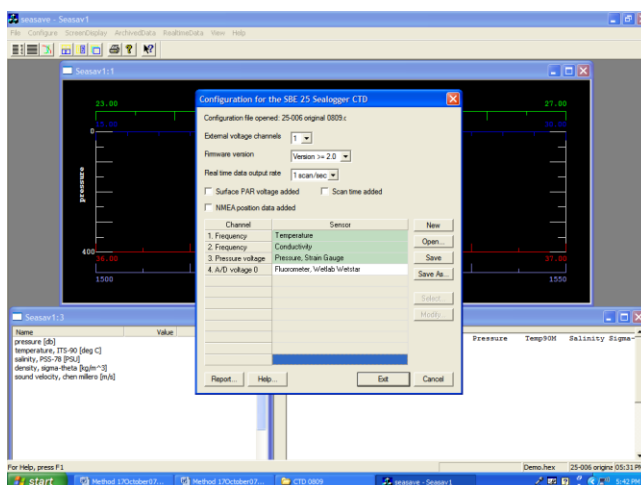 seasave - Seasav1
File Configure ScreenDisplay ArchivedData RealtimeData View Help
Seasav1:1
23.00
27.00
0
pressure
400
1500
1550
Configuration for the SBE 25 Sealogger CTD
Configuration file opened: 25-006 original 0809.c
External voltage channels 1
Firmware version Version >= 2.0
Real time data output rate 1 scan/sec
Surface PAR voltage added Scan time added
NMEA position data added
Channel Sensor
1. Frequency Temperature
2. Frequency Conductivity
3. Pressure voltage Pressure, Strain Gauge
4. A/D voltage 0 Fluorometer, Wetlab Wetstar
New
Open...
Save
Save As...
Select...
Modify...
Report... Help... Exit Cancel
Seasav1:3
Name Value
pressure [db]
temperature, ITS-90 [deg C]
salinity, PSS-78 [PSU]
density, sigma-theta [kg/m^3]
sound velocity, chen millero [m/s]
Pressure Temp90M Salinity Sigma-
For Help, press F1
Demo.hex 25-006 origina 05:31 PM
start Method 17October07... Method 17October07... CTD 0809 seasave - Seasav1 5:42 PM